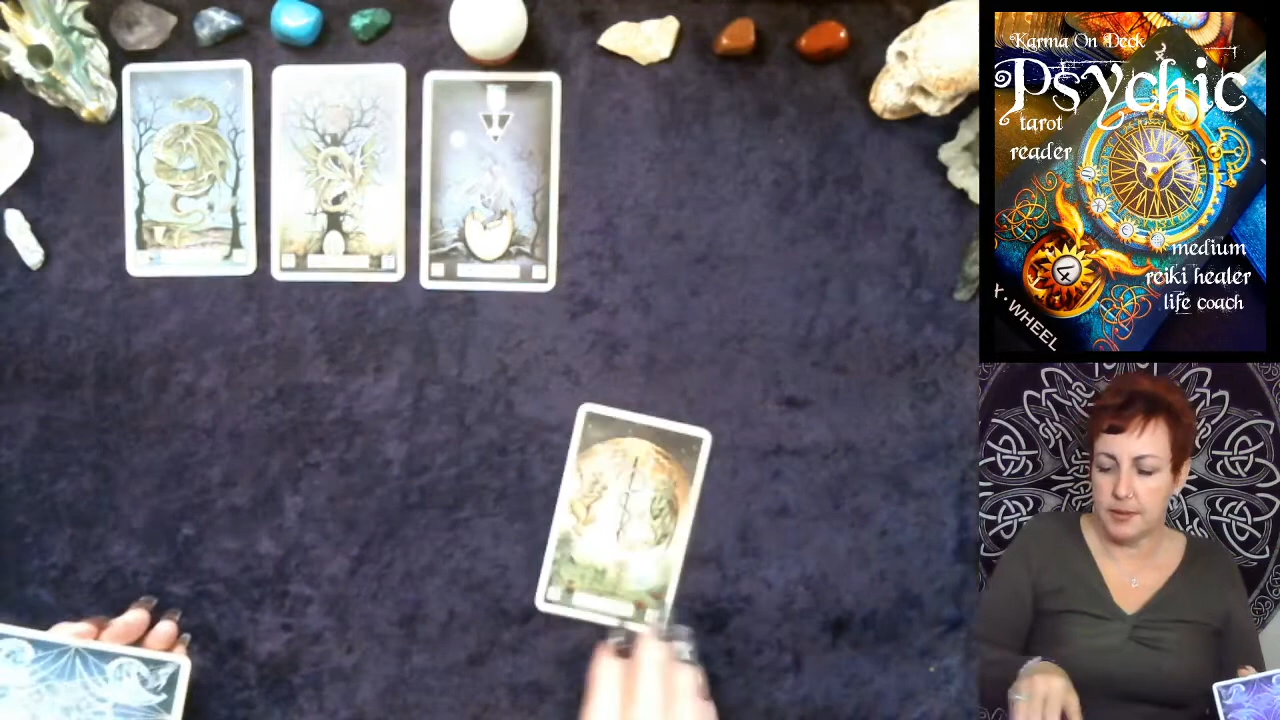 Karma On Deck
Psychic
tarot
reader
medium
reiki healer
life coach
Y • WHEEL